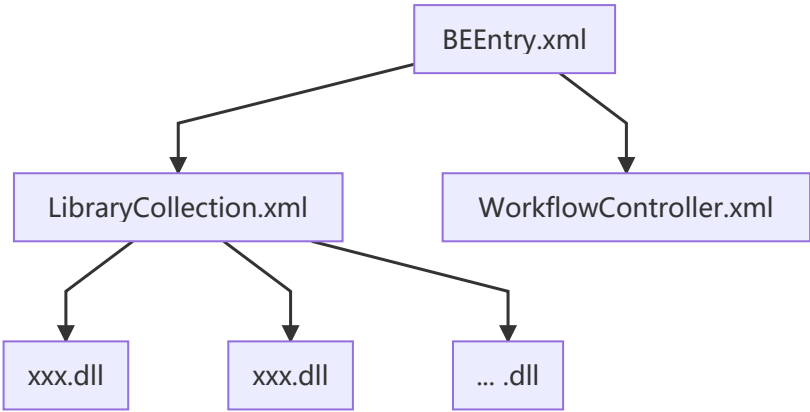 BEEntry.xml
LibraryCollection.xml
WorkflowController.xml
xxx.dll
xxx.dll
... .dll